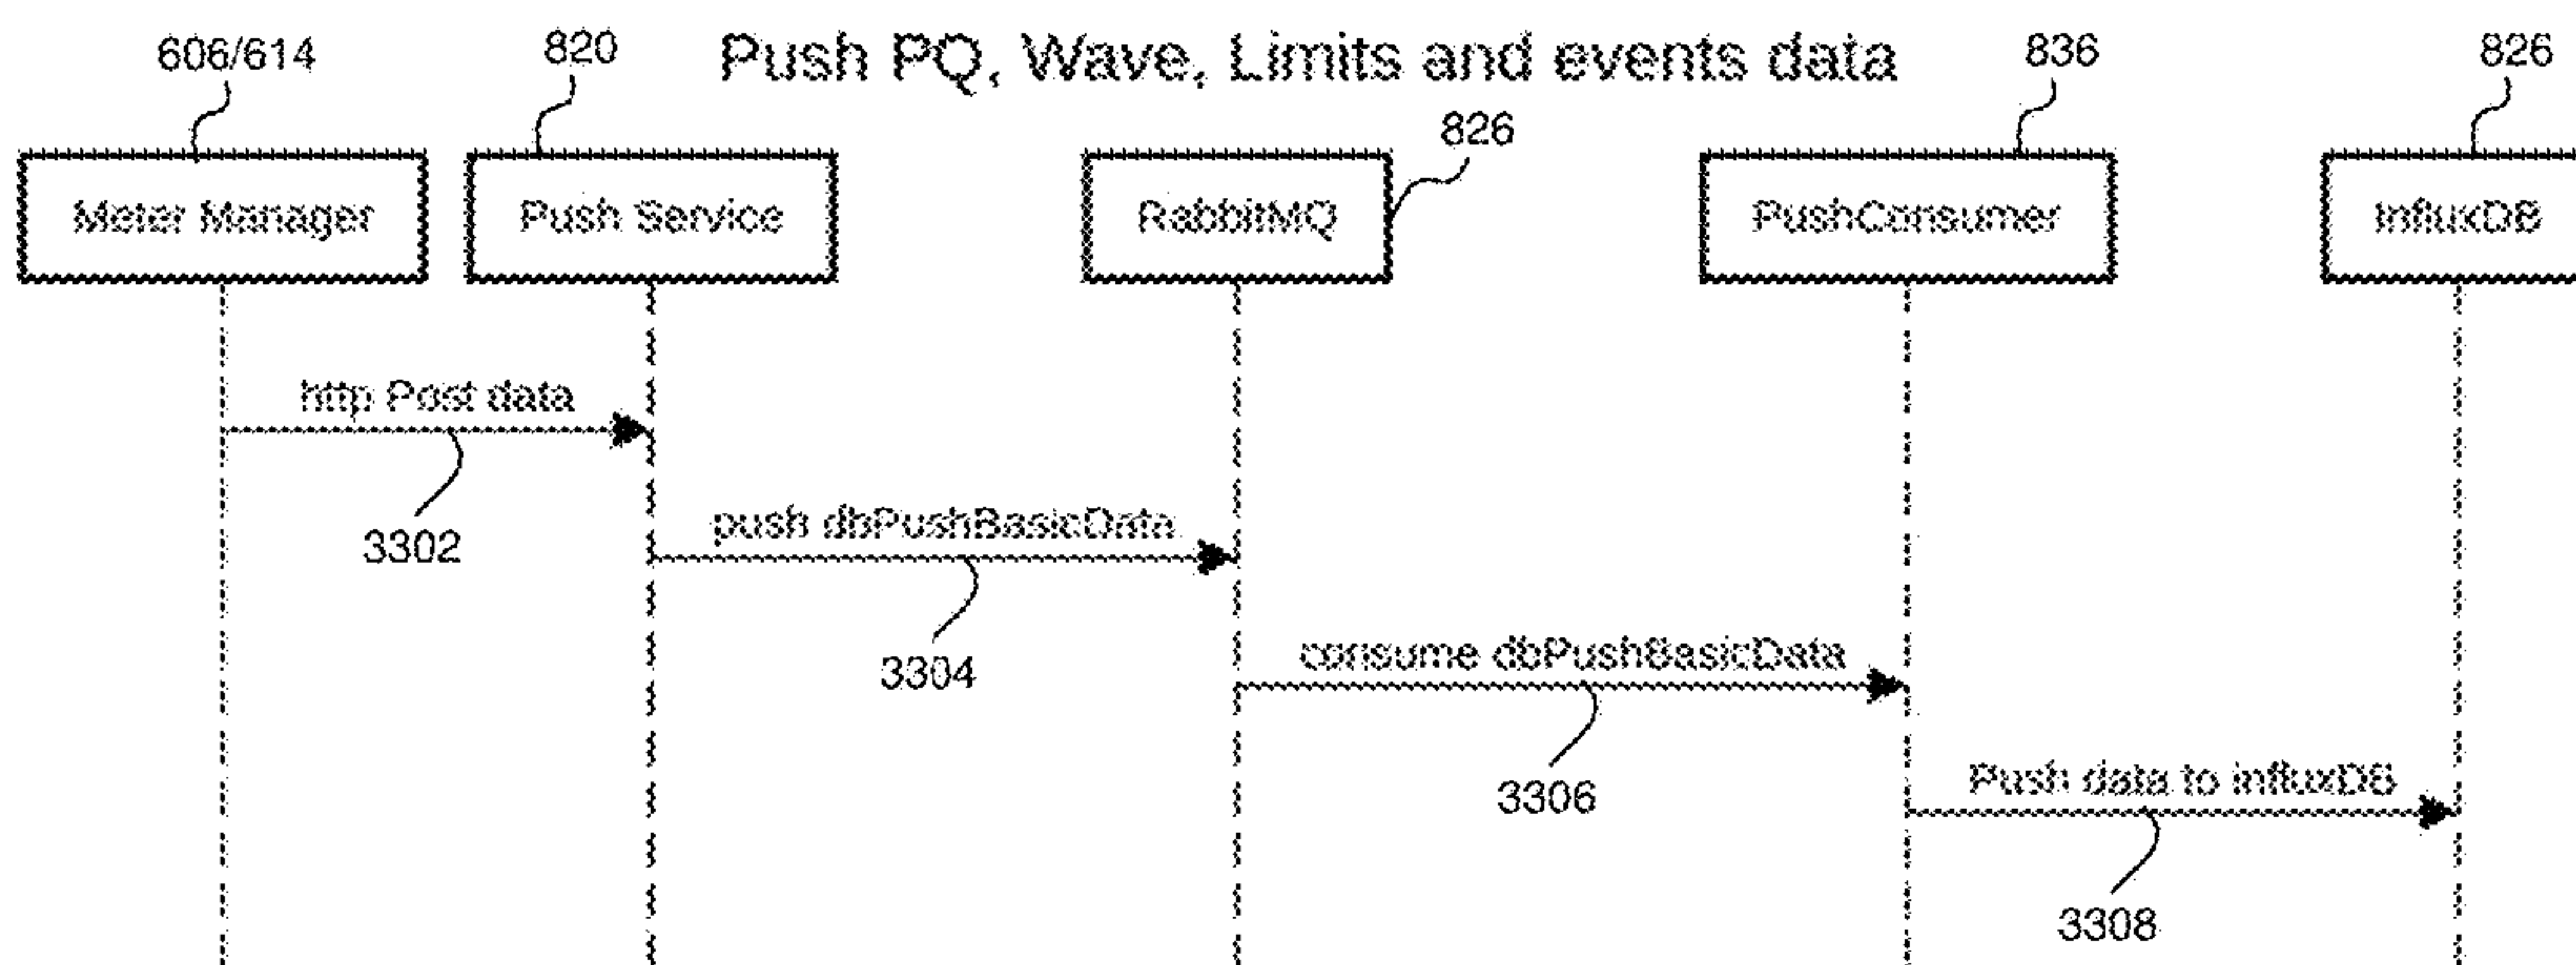 606/614
820
Push PQ, Wave, Limits and events data
836
826
826
Meter Manager
Push Service
RabbitMQ
PushConsumer
InfluxDB
http Post data
3302
push dbPushBasicData
3304
consume dbPushBasicData
3306
Push data to influxDB
3308